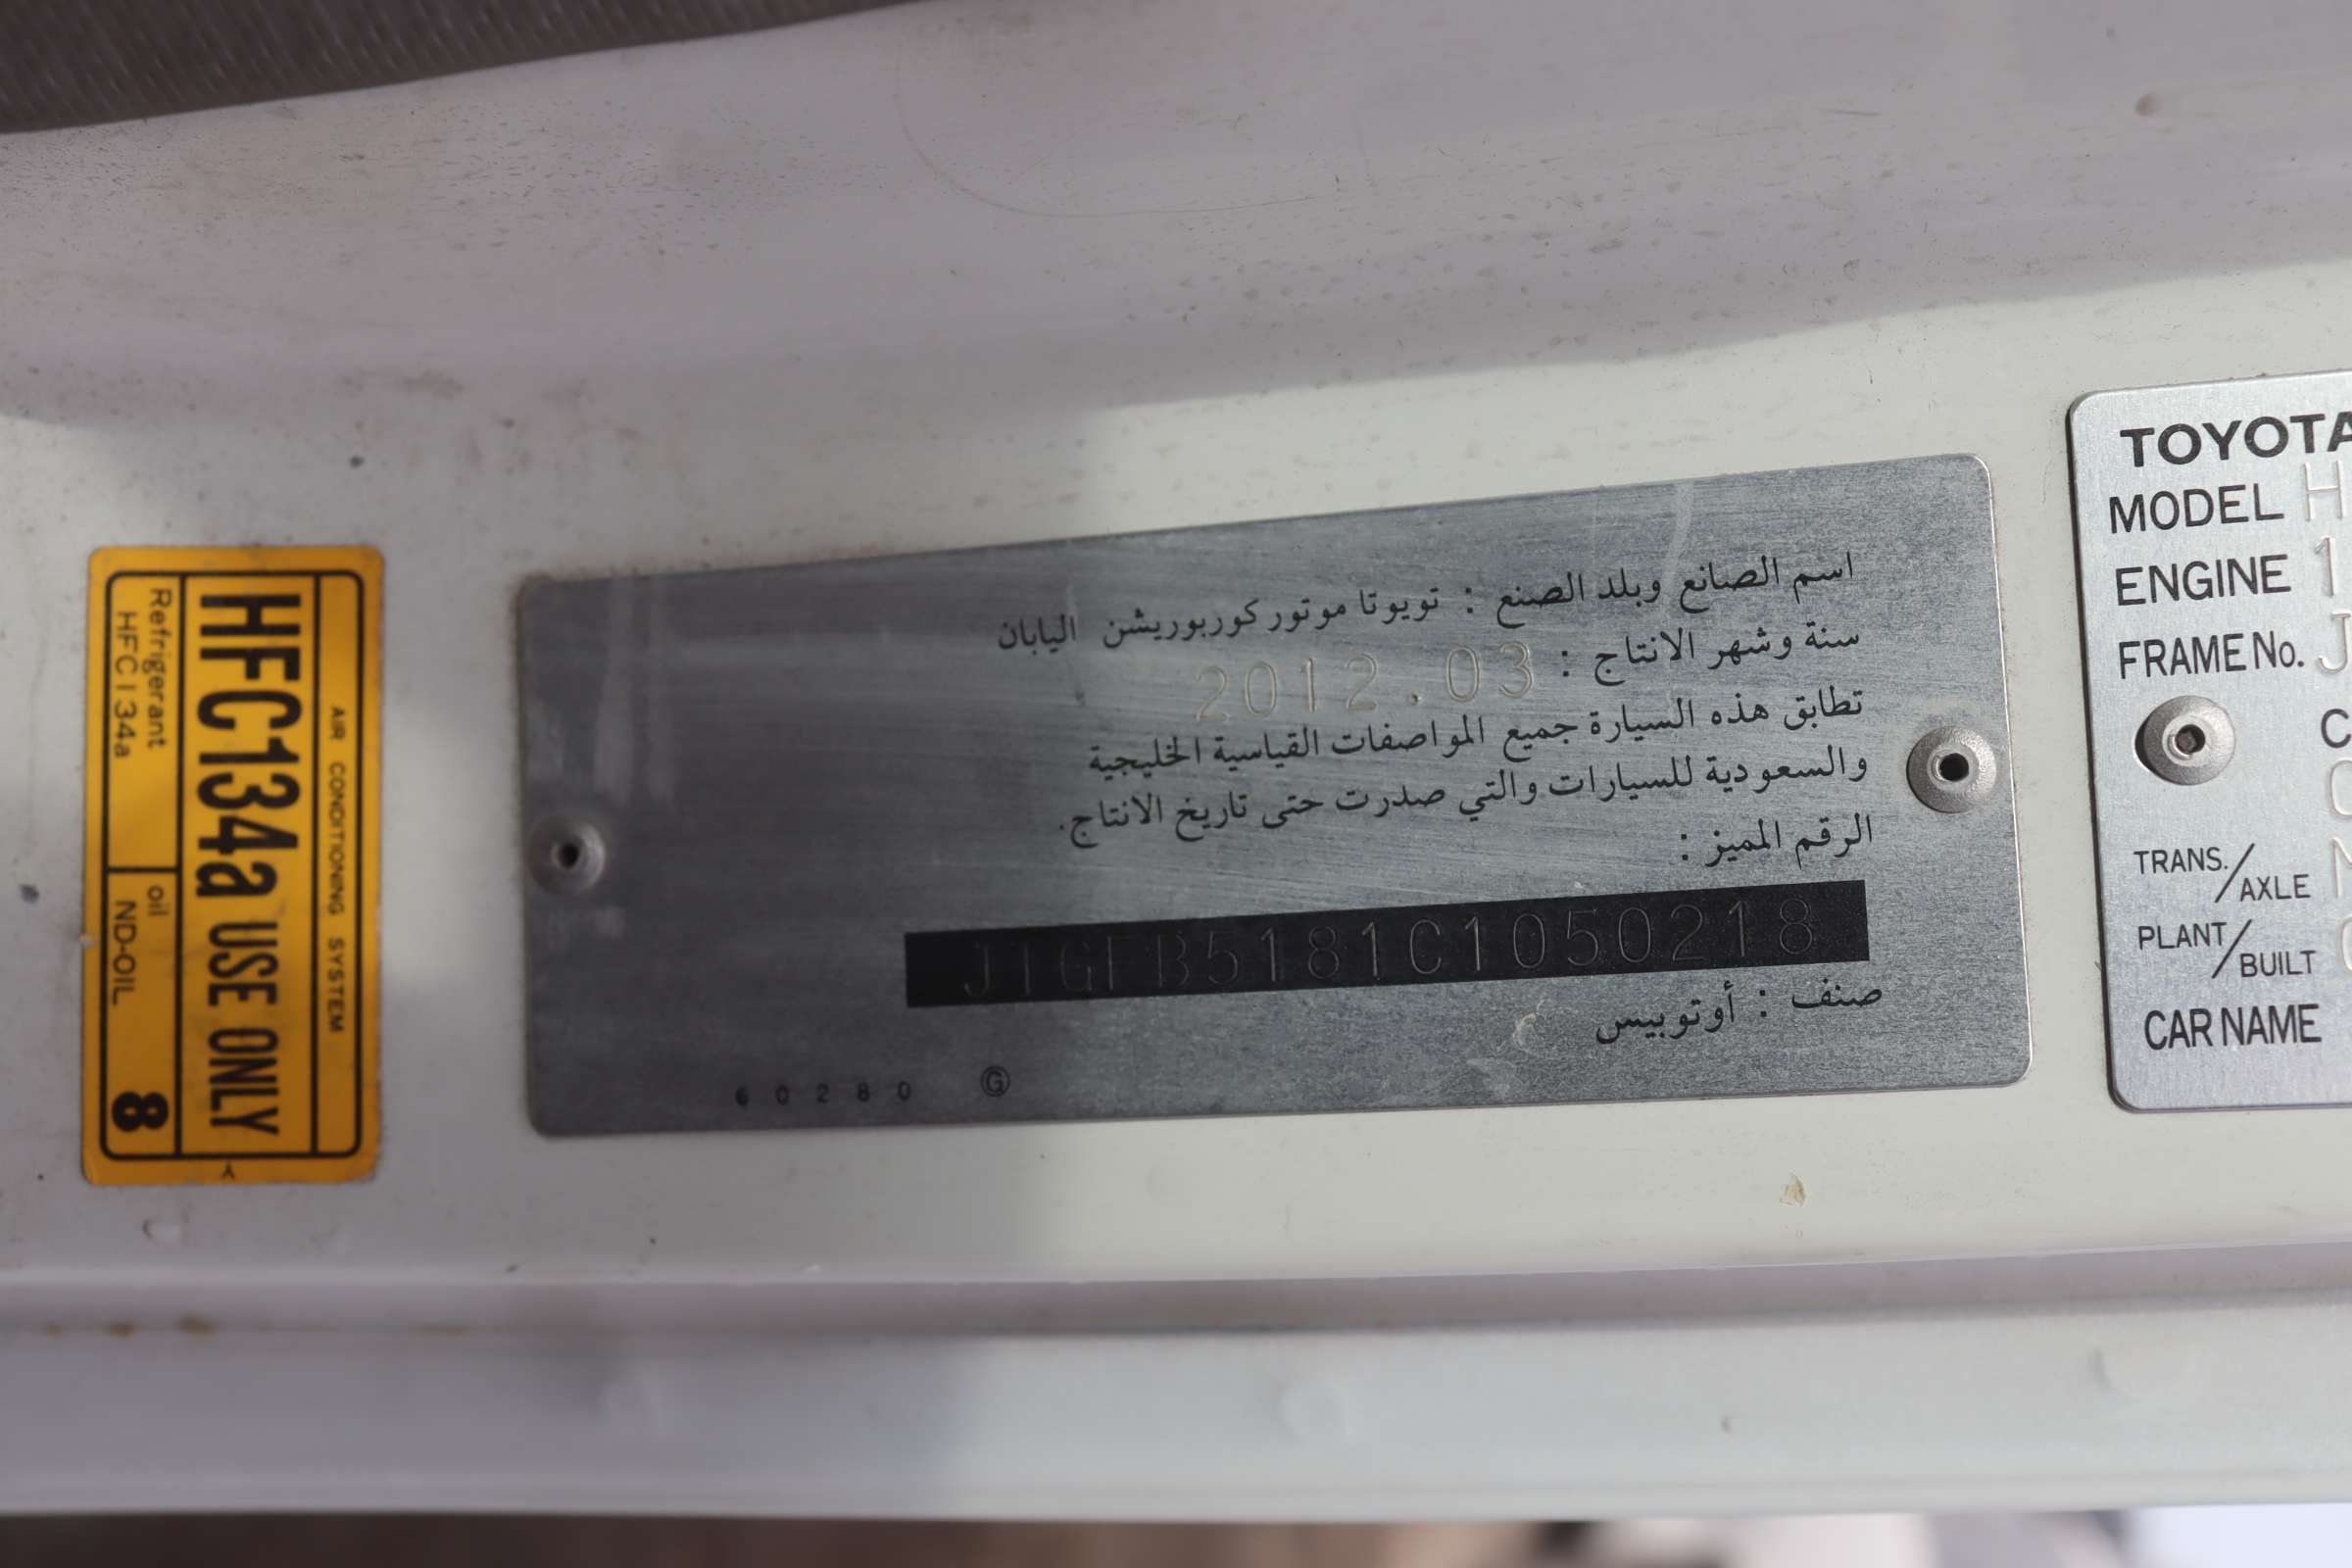 AIR CONDITIONING SYSTEM
HFC134a USE ONLY
Refrigerant
HFC134a
oil
ND-OIL 8
Y
اسم الصانع وبلد الصنع : تويوتا موتور كوربوريشن اليابان
سنة وشهر الانتاج : 2012.03
تطابق هذه السيارة جميع المواصفات القياسية الخليجية
والسعودية للسيارات والتي صدرت حتى تاريخ الانتاج.
الرقم المميز :
JTGFB5181C1050218
صنف : أوتوبيس
60280 G
TOYOTA
MODEL H
ENGINE 1
FRAME No. J
C
TRANS./AXLE
PLANT/BUILT
CAR NAME